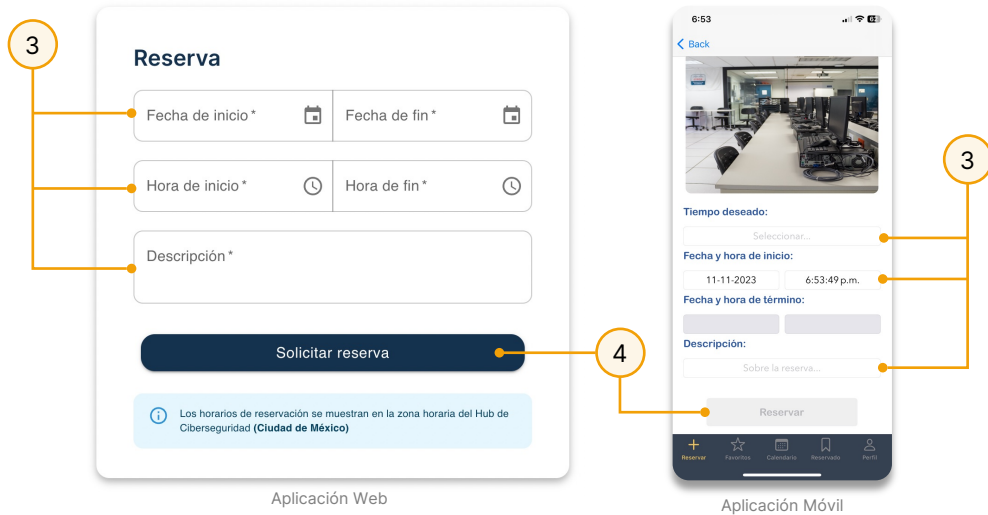 3
Reserva
Fecha de inicio *
Fecha de fin *
Hora de inicio *
Hora de fin *
Descripción *
Solicitar reserva
Los horarios de reservación se muestran en la zona horaria del Hub de
Ciberseguridad (Ciudad de México)
Aplicación Web
4
6:53
Back
Tiempo deseado:
Seleccionar...
Fecha y hora de inicio:
11-11-2023
6:53:49 p.m.
Fecha y hora de término:
Descripción:
Sobre la reserva...
Reservar
Reservar
Favoritos
Calendario
Reservado
Perfil
Aplicación Móvil
3